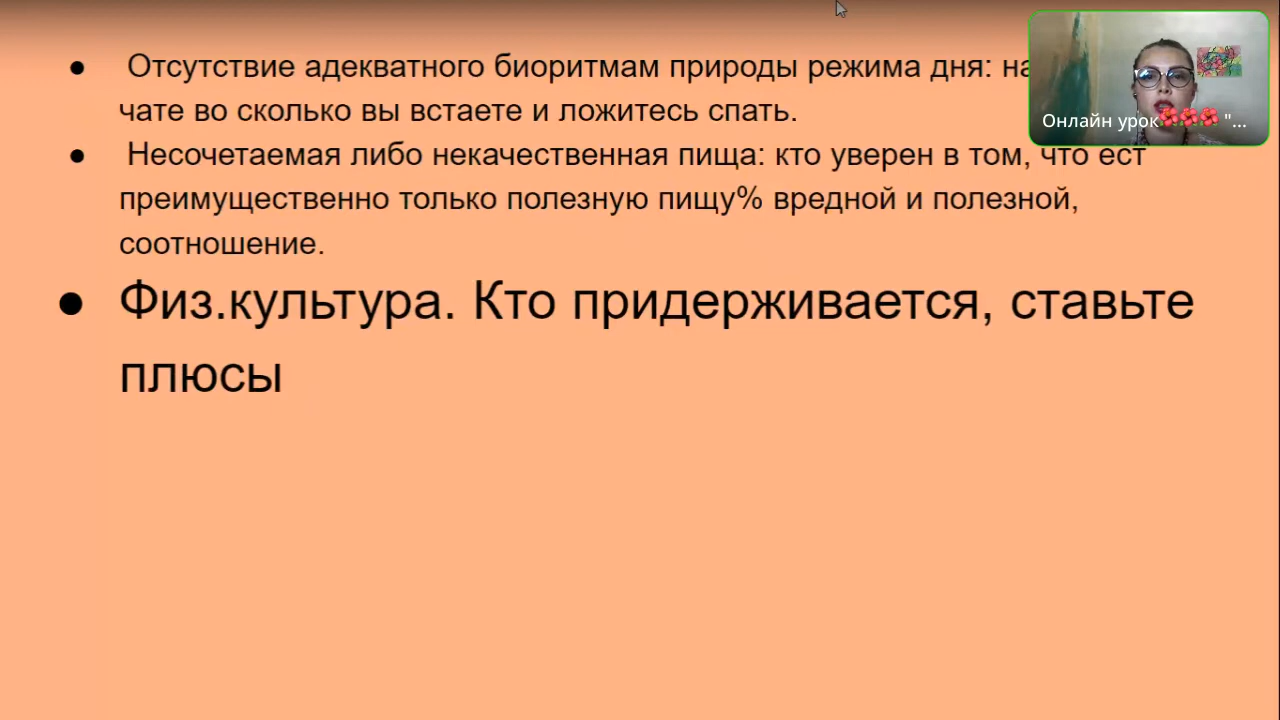 Отсутствие адекватного биоритмам природы режима дня:
чате во сколько вы встаете и ложитесь спать.
Несочетаемая либо некачественная пища: кто уверен в том, что ест
преимущественно только полезную пищу% вредной и полезной,
соотношение.
Физ.культура. Кто придерживается, ставьте
плюсы
Онлайн урок🌺🌺🌺 "...